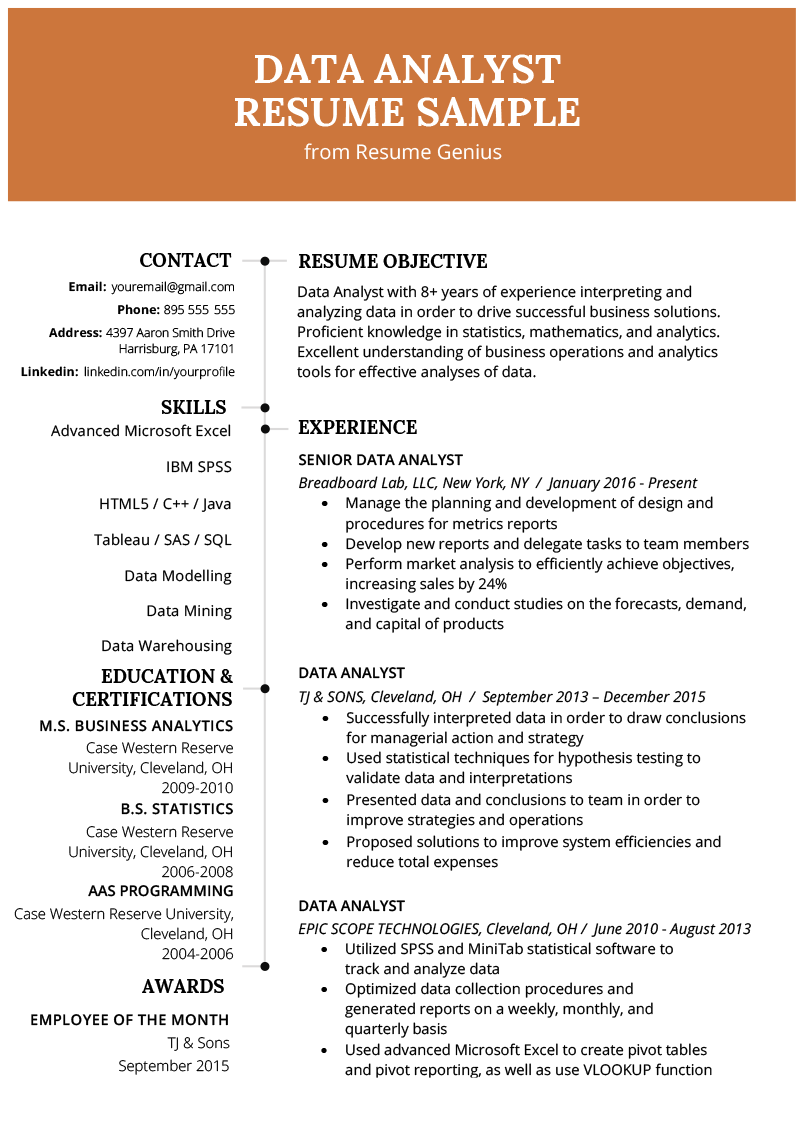 DATA ANALYST
RESUME SAMPLE
from Resume Genius
CONTACT
Email: youremail@gmail.com
Phone: 895 555 555
Address: 4397 Aaron Smith Drive
Harrisburg, PA 17101
Linkedin: linkedin.com/in/yourprofile
SKILLS
Advanced Microsoft Excel
IBM SPSS
HTML5 / C++ / Java
Tableau / SAS / SQL
Data Modelling
Data Mining
Data Warehousing
EDUCATION &
CERTIFICATIONS
M.S. BUSINESS ANALYTICS
Case Western Reserve
University, Cleveland, OH
2009-2010
B.S. STATISTICS
Case Western Reserve
University, Cleveland, OH
2006-2008
AAS PROGRAMMING
Case Western Reserve University,
Cleveland, OH
2004-2006
AWARDS
EMPLOYEE OF THE MONTH
TJ & Sons
September 2015
RESUME OBJECTIVE
Data Analyst with 8+ years of experience interpreting and
analyzing data in order to drive successful business solutions.
Proficient knowledge in statistics, mathematics, and analytics.
Excellent understanding of business operations and analytics
tools for effective analyses of data.
EXPERIENCE
SENIOR DATA ANALYST
Breadboard Lab, LLC, New York, NY / January 2016 - Present
• Manage the planning and development of design and
procedures for metrics reports
• Develop new reports and delegate tasks to team members
• Perform market analysis to efficiently achieve objectives,
increasing sales by 24%
• Investigate and conduct studies on the forecasts, demand,
and capital of products
DATA ANALYST
TJ & SONS, Cleveland, OH / September 2013 – December 2015
• Successfully interpreted data in order to draw conclusions
for managerial action and strategy
• Used statistical techniques for hypothesis testing to
validate data and interpretations
• Presented data and conclusions to team in order to
improve strategies and operations
• Proposed solutions to improve system efficiencies and
reduce total expenses
DATA ANALYST
EPIC SCOPE TECHNOLOGIES, Cleveland, OH / June 2010 - August 2013
• Utilized SPSS and MiniTab statistical software to
track and analyze data
• Optimized data collection procedures and
generated reports on a weekly, monthly, and
quarterly basis
• Used advanced Microsoft Excel to create pivot tables
and pivot reporting, as well as use VLOOKUP function